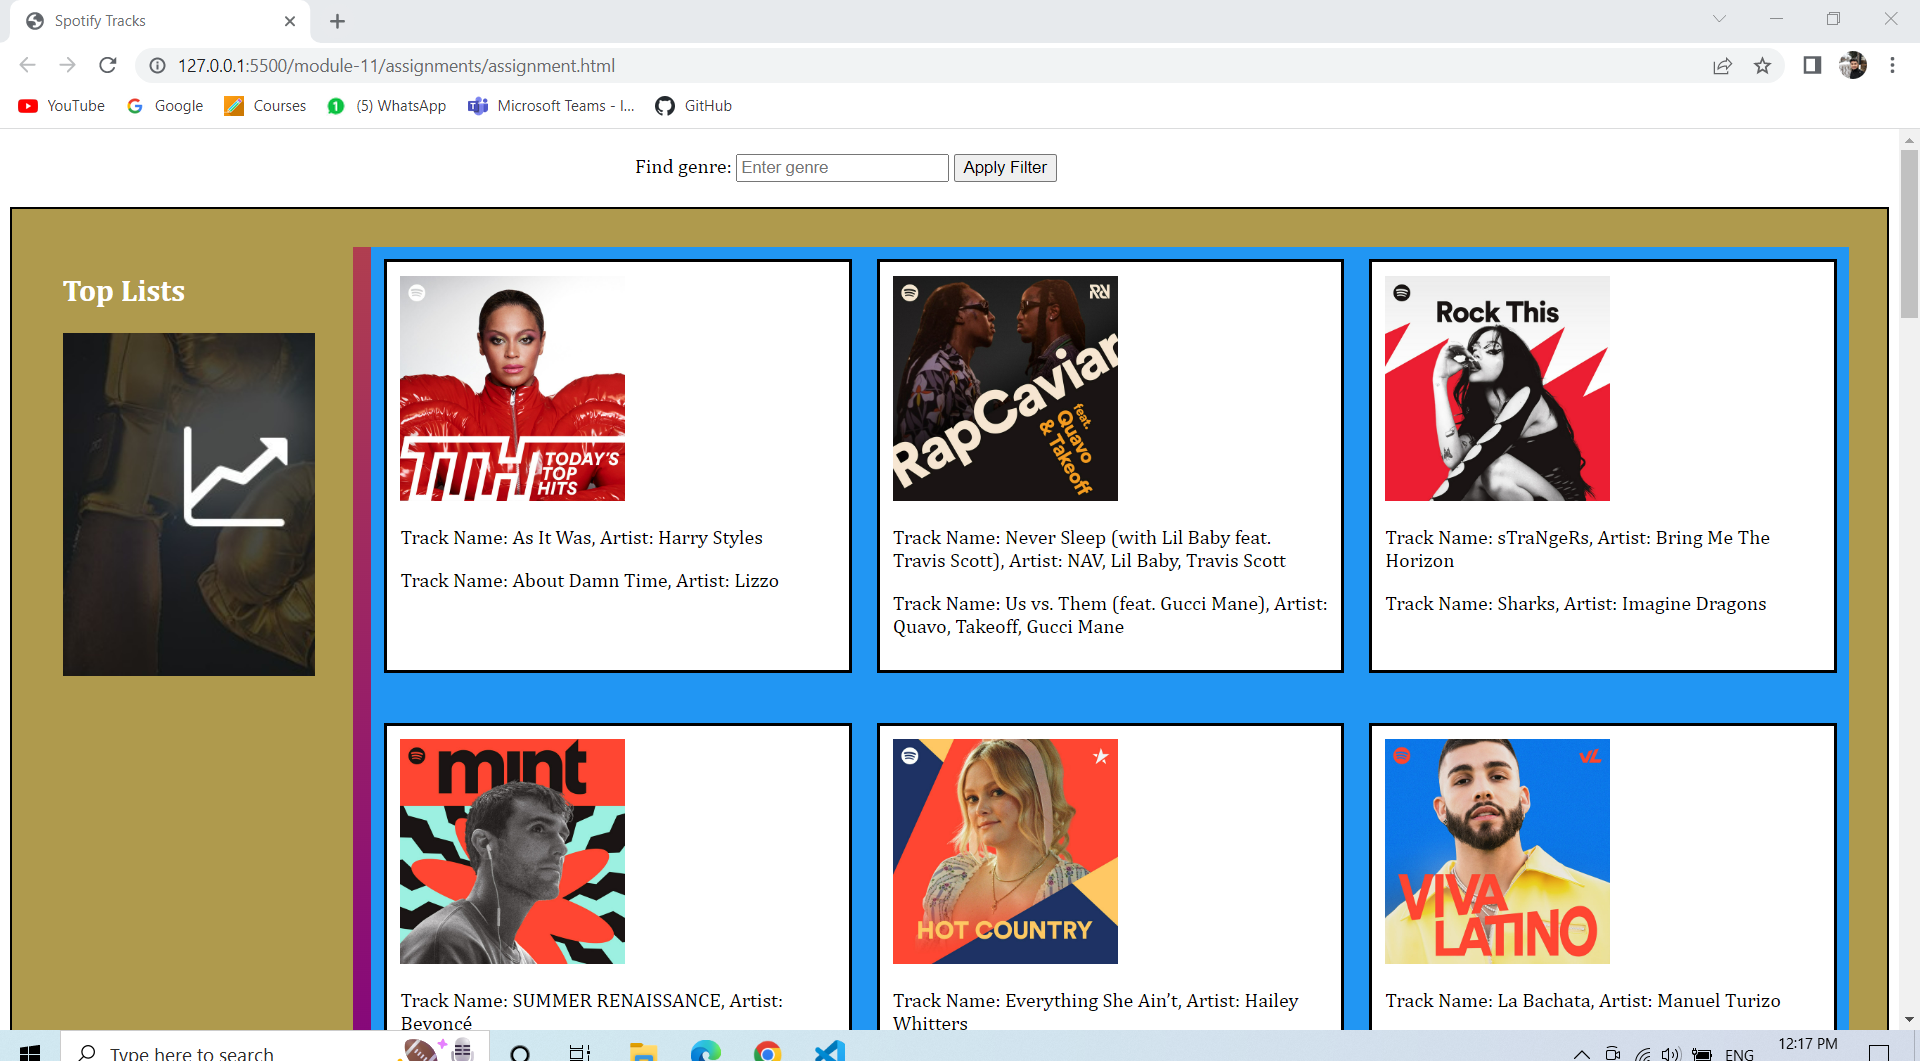 Spotify Tracks
127.0.0.1:5500/module-11/assignments/assignment.html
YouTube
Google
Courses
1
(5) WhatsApp
Microsoft Teams - I...
GitHub
Find genre:
Enter genre
Apply Filter
Top Lists
TTH TODAY'S
TOP
HITS
Track Name: As It Was, Artist: Harry Styles
Track Name: About Damn Time, Artist: Lizzo
RapCaviar
feat.
Quavo
& Takeoff
Track Name: Never Sleep (with Lil Baby feat.
Travis Scott), Artist: NAV, Lil Baby, Travis Scott
Track Name: Us vs. Them (feat. Gucci Mane), Artist:
Quavo, Takeoff, Gucci Mane
Rock This
Track Name: sTraNgeRs, Artist: Bring Me The
Horizon
Track Name: Sharks, Artist: Imagine Dragons
mint
Track Name: SUMMER RENAISSANCE, Artist:
Beyoncé
HOT COUNTRY
Track Name: Everything She Ain’t, Artist: Hailey
Whitters
VL
VIVA
LATINO
Track Name: La Bachata, Artist: Manuel Turizo
Type here to search
ENG
12:17 PM